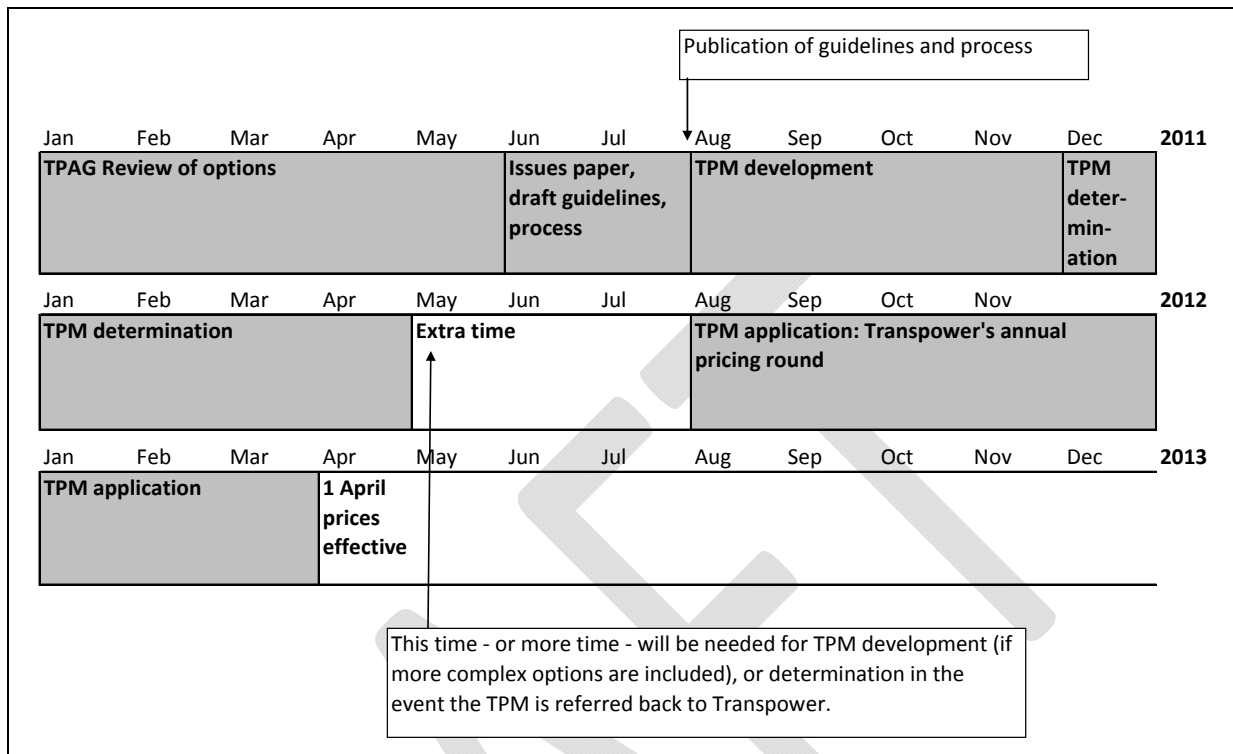 Publication of guidelines and process
Jan Feb Mar Apr May Jun Jul Aug Sep Oct Nov Dec 2011
TPAG Review of options Issues paper, TPM development TPM
draft guidelines, deter-
process min-
ation
Jan Feb Mar Apr May Jun Jul Aug Sep Oct Nov 2012
TPM determination Extra time TPM application: Transpower's annual
pricing round
Jan Feb Mar Apr May Jun Jul Aug Sep Oct Nov Dec 2013
TPM application 1 April
prices
effective
This time - or more time - will be needed for TPM development (if
more complex options are included), or determination in the
event the TPM is referred back to Transpower.